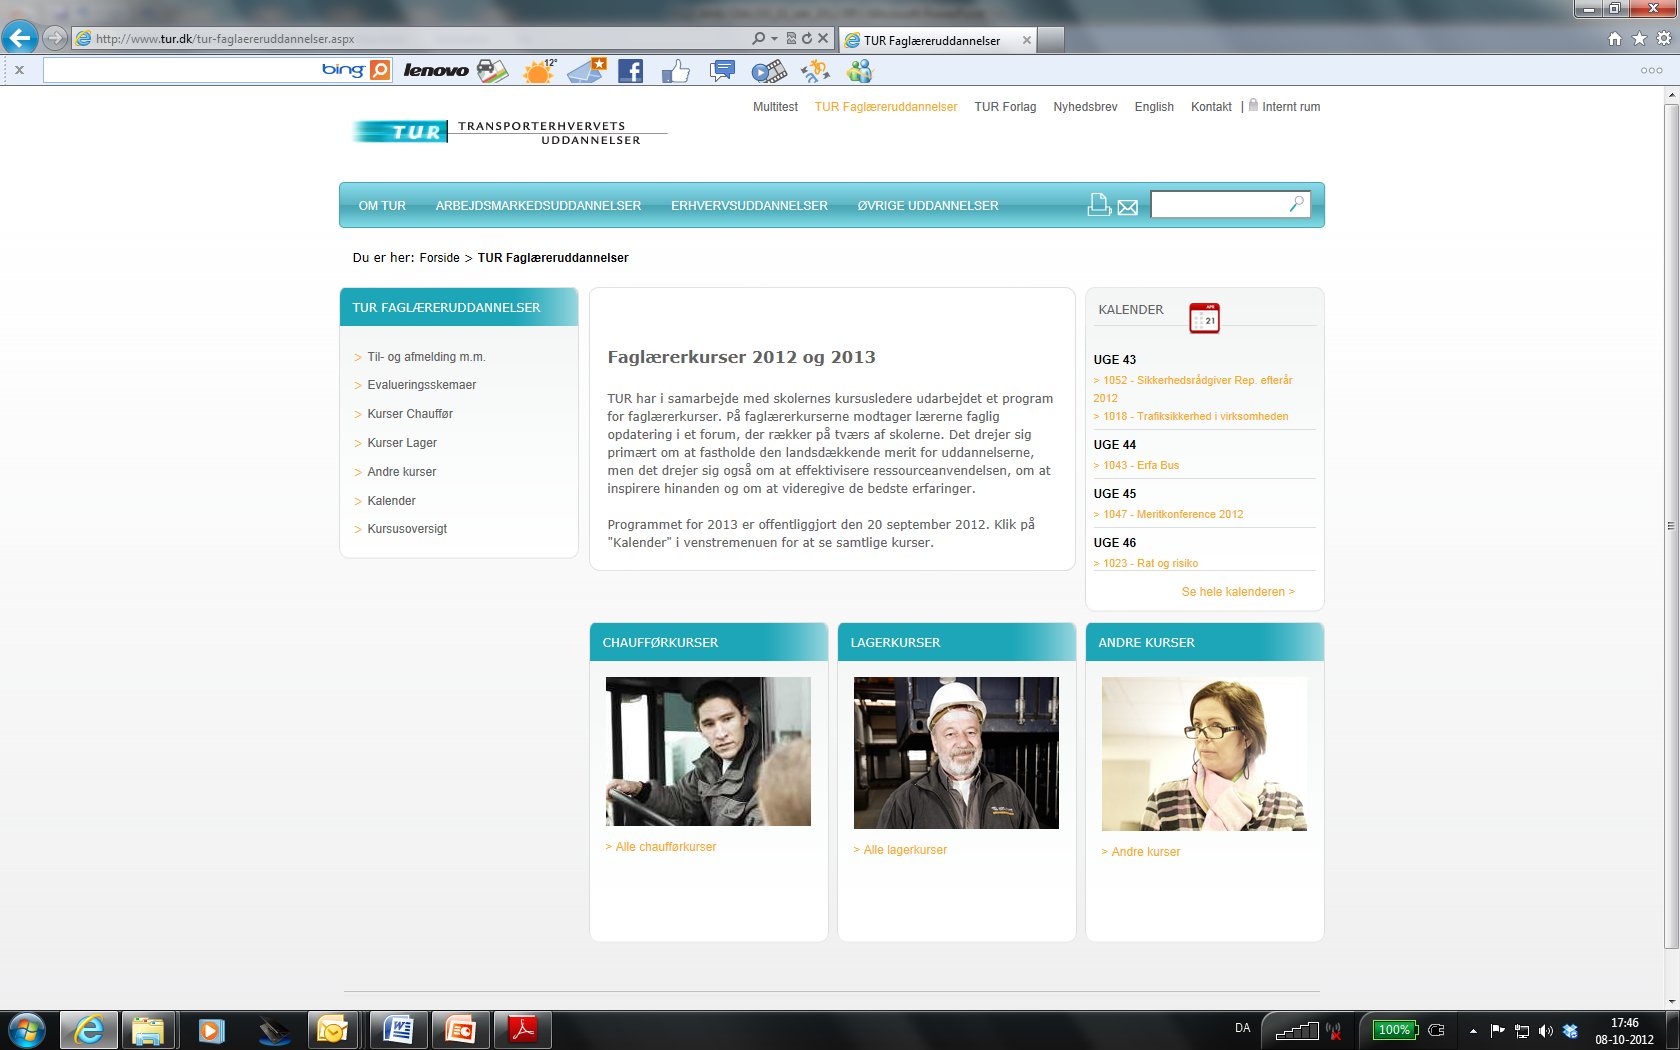 http://www.tur.dk/tur-faglaereruddannelser.aspx
TUR Faglæreruddannelser
bing
lenovo
12°
Multitest
TUR Faglæreruddannelser
TUR Forlag
Nyhedsbrev
English
Kontakt
| Internt rum
TUR TRANSPORTERHVERVETS
UDDANNELSER
OM TUR
ARBEJDSMARKEDSUDDANNELSER
ERHVERVSUDDANNELSER
ØVRIGE UDDANNELSER
Du er her: Forside > TUR Faglæreruddannelser
TUR FAGLÆRERUDDANNELSER
> Til- og afmelding m.m.
> Evalueringsskemaer
> Kurser Chauffør
> Kurser Lager
> Andre kurser
> Kalender
> Kursusoversigt
Faglærerkurser 2012 og 2013
TUR har i samarbejde med skolernes kursusledere udarbejdet et program
for faglærerkurser. På faglærerkurserne modtager lærerne faglig
opdatering i et forum, der rækker på tværs af skolerne. Det drejer sig
primært om at fastholde den landsdækkende merit for uddannelserne,
men det drejer sig også om at effektivisere ressourceanvendelsen, om at
inspirere hinanden og om at videregive de bedste erfaringer.
Programmet for 2013 er offentliggjort den 20 september 2012. Klik på
"Kalender" i venstremenuen for at se samtlige kurser.
KALENDER
APR
21
UGE 43
> 1052 - Sikkerhedsrådgiver Rep. efterår
2012
> 1018 - Trafiksikkerhed i virksomheden
UGE 44
> 1043 - Erfa Bus
UGE 45
> 1047 - Meritkonference 2012
UGE 46
> 1023 - Rat og risiko
Se hele kalenderen >
CHAUFFØRKURSER
> Alle chaufførkurser
LAGERKURSER
> Alle lagerkurser
ANDRE KURSER
> Andre kurser
DA
100%
17:46
08-10-2012